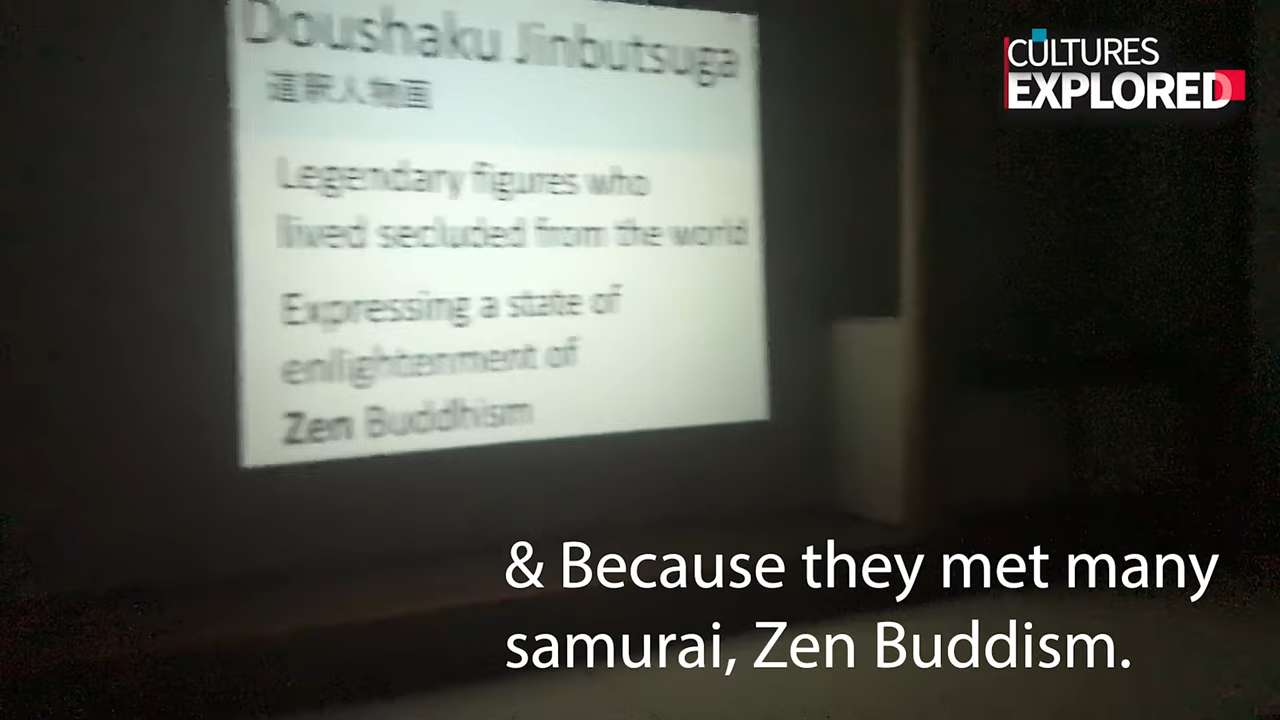 Doushaku Jinbutsuga
道釈人物画
Legendary figures who
lived secluded from the world
Expressing a state of
enlightenment of
Zen Buddhism
CULTURES
EXPLORED
& Because they met many
samurai, Zen Buddism.